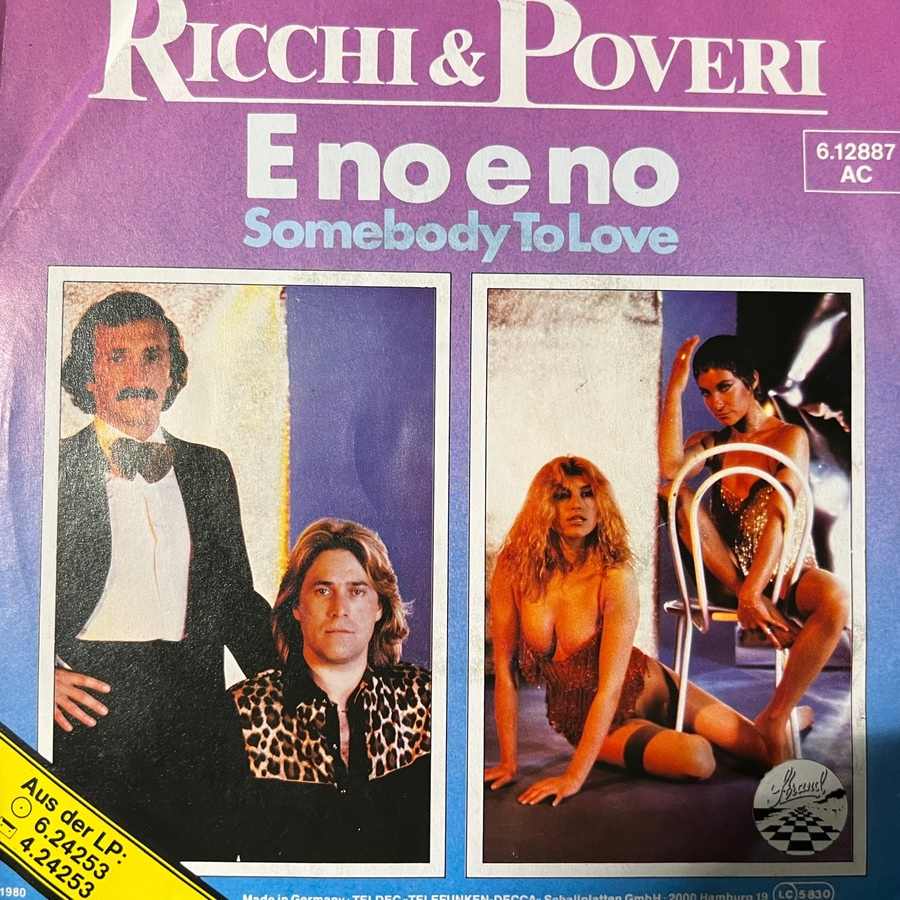 RICCHI & POVERI
E no e no
Somebody To Love
6.12887
AC
Aus der LP:
6.24253
4.24253
Strand
1980
Made in Germany · TELDEC »TELEFUNKEN-DECCA« Schallplatten GmbH · 2000 Hamburg 19 LC 5830